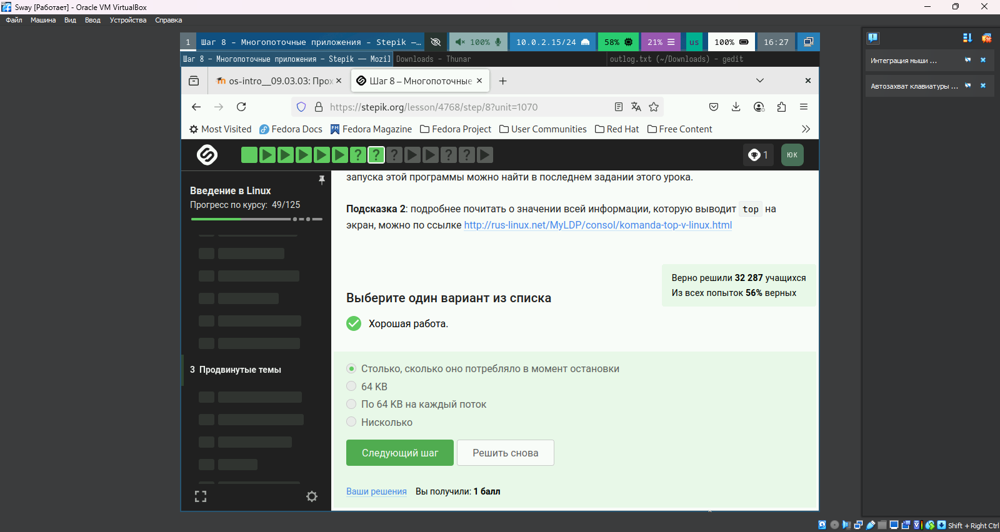 Sway [Работает] - Oracle VM VirtualBox
Файл Машина Вид Ввод Устройства Справка
1 Шаг 8 – Многопоточные приложения – Stepik —… 100% 10.0.2.15/24 58% 21% us 100% 16:27
Шаг 8 – Многопоточные приложения – Stepik — Mozil Downloads – Thunar outlog.txt (~/Downloads) – gedit
Интеграция мыши ...
Автозахват клавиатуры ...
os-intro__09.03.03: Прох Шаг 8 – Многопоточные
https://stepik.org/lesson/4768/step/8?unit=1070
Most Visited Fedora Docs Fedora Magazine Fedora Project User Communities Red Hat Free Content
1 ЮК
Введение в Linux
Прогресс по курсу: 49/125
3 Продвинутые темы
запуска этой программы можно найти в последнем задании этого урока.
Подсказка 2: подробнее почитать о значении всей информации, которую выводит top на
экран, можно по ссылке http://rus-linux.net/MyLDP/consol/komanda-top-v-linux.html
Верно решили 32 287 учащихся
Из всех попыток 56% верных
Выберите один вариант из списка
Хорошая работа.
Столько, сколько оно потребляло в момент остановки
64 KB
По 64 KB на каждый поток
Нисколько
Следующий шаг Решить снова
Ваши решения Вы получили: 1 балл
Shift + Right Ctrl